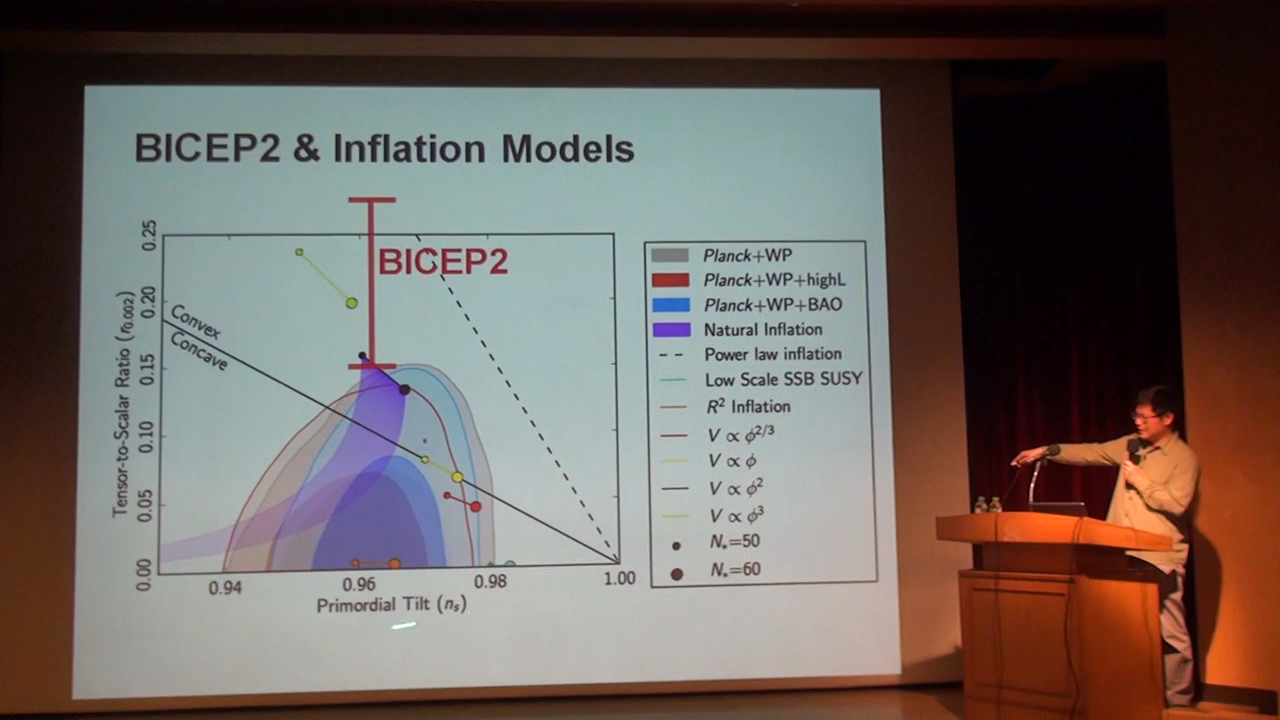 BICEP2 & Inflation Models
BICEP2
Convex
Concave
Tensor-to-Scalar Ratio (r0.002)
0.25
0.20
0.15
0.10
0.05
0.00
0.94
0.96
0.98
1.00
Primordial Tilt (ns)
Planck+WP
Planck+WP+highL
Planck+WP+BAO
Natural Inflation
Power law inflation
Low Scale SSB SUSY
R² Inflation
V ∝ ϕ^2/3
V ∝ ϕ
V ∝ ϕ²
V ∝ ϕ³
N*=50
N*=60